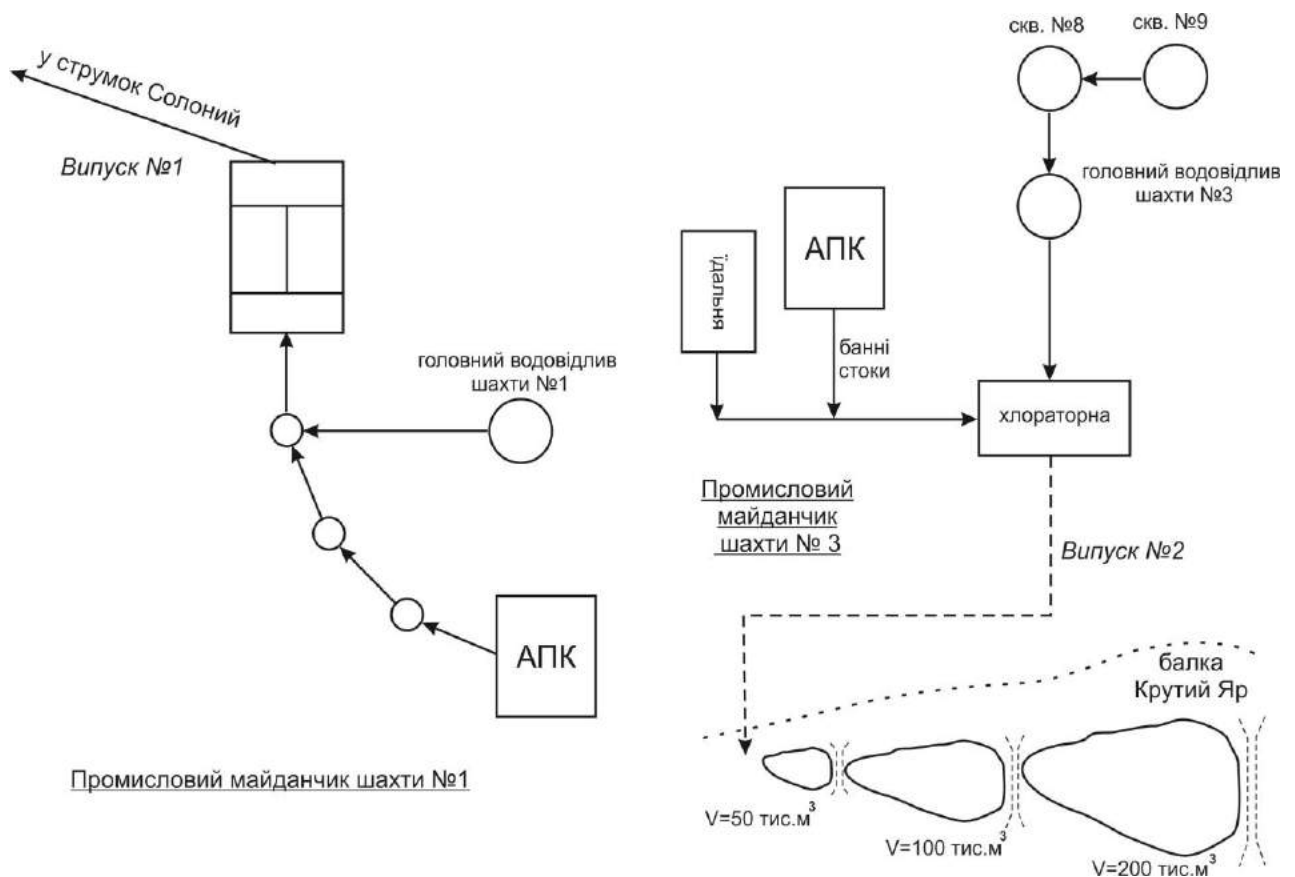 у струмок Солоний
Випуск №1
головний водовідлив
шахти №1
АПК
Промисловий майданчик шахти №1
скв. №8
скв. №9
головний водовідлив
шахти №3
їдальня
АПК
банні
стоки
хлораторна
Промисловий
майданчик
шахти № 3
Випуск №2
балка
Крутий Яр
V=50 тис.м³
V=100 тис.м³
V=200 тис.м³